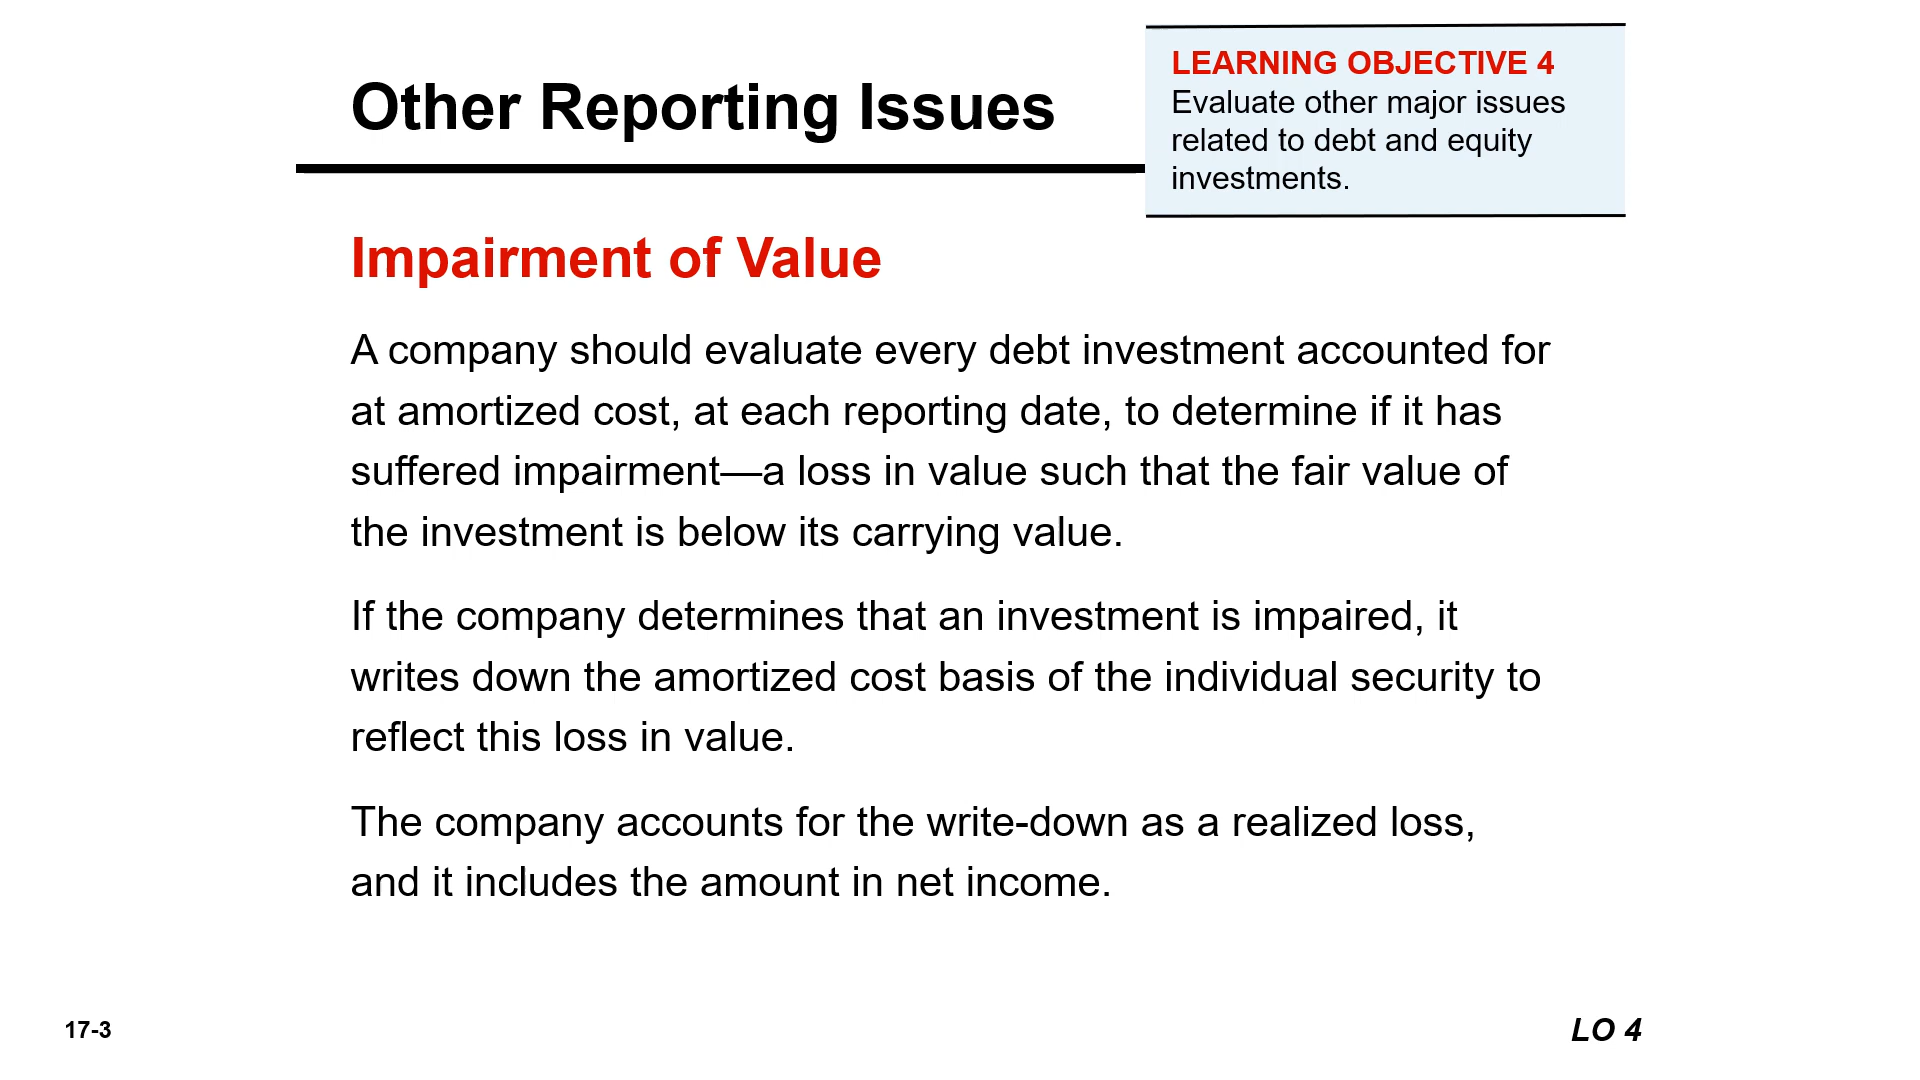 Other Reporting Issues
LEARNING OBJECTIVE 4
Evaluate other major issues
related to debt and equity
investments.
Impairment of Value
A company should evaluate every debt investment accounted for
at amortized cost, at each reporting date, to determine if it has
suffered impairment—a loss in value such that the fair value of
the investment is below its carrying value.
If the company determines that an investment is impaired, it
writes down the amortized cost basis of the individual security to
reflect this loss in value.
The company accounts for the write-down as a realized loss,
and it includes the amount in net income.
17-3
LO 4